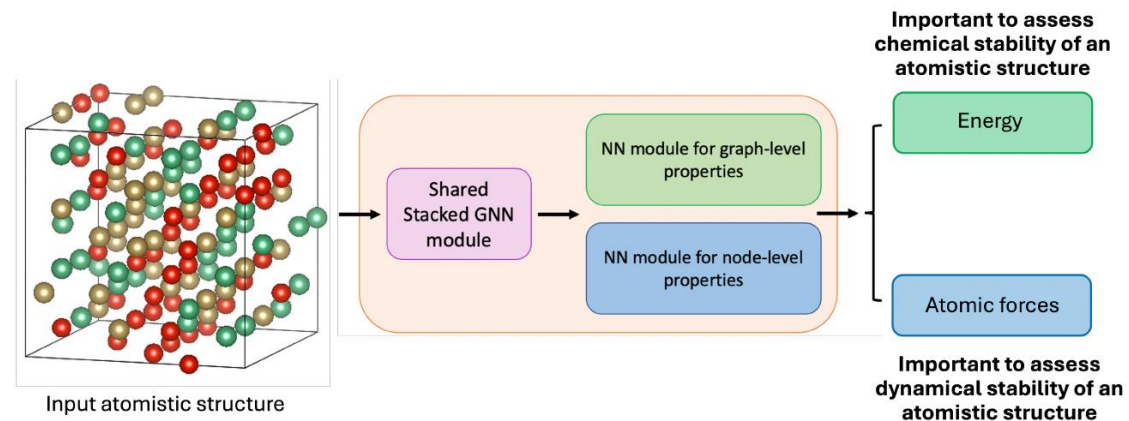 Important to assess
chemical stability of an
atomistic structure
Energy
NN module for graph-level
properties
Shared
Stacked GNN
module
NN module for node-level
properties
Atomic forces
Input atomistic structure
Important to assess
dynamical stability of an
atomistic structure